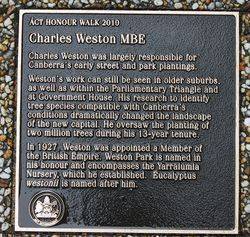 ACT HONOUR WALK 2010
Charles Weston MBE
Charles Weston was largely responsible for
Canberra's early street and park plantings.
Weston's work can still be seen in older suburbs,
as well as within the Parliamentary Triangle and
at Government House. His research to identify
tree species compatible with Canberra's
conditions dramatically changed the landscape
of the new capital. He oversaw the planting of
two million trees during his 13-year tenure.
In 1927 Weston was appointed a Member of
the British Empire. Weston Park is named in
his honour and encompasses the Yarralumla
Nursery, which he established. Eucalyptus
westonii is named after him.